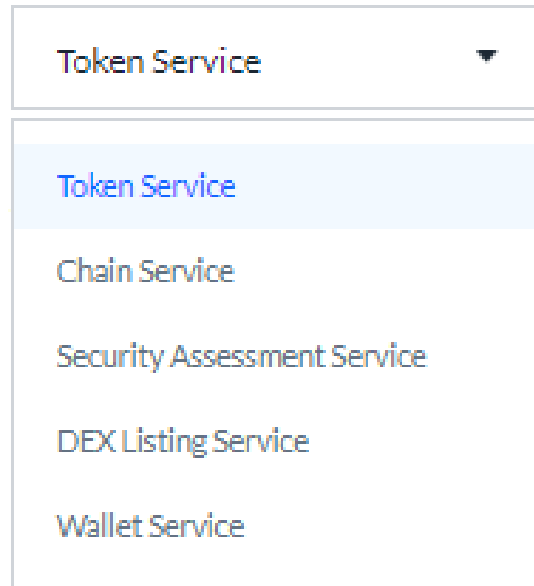 Token Service
Token Service
Chain Service
Security Assessment Service
DEX Listing Service
Wallet Service